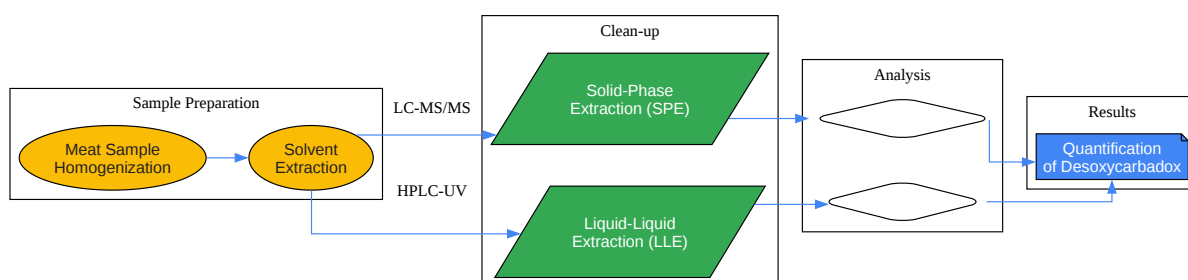 Sample Preparation
Meat Sample
Homogenization
Solvent
Extraction
LC-MS/MS
HPLC-UV
Clean-up
Solid-Phase
Extraction (SPE)
Liquid-Liquid
Extraction (LLE)
Analysis
Results
Quantification
of Desoxycarbadox